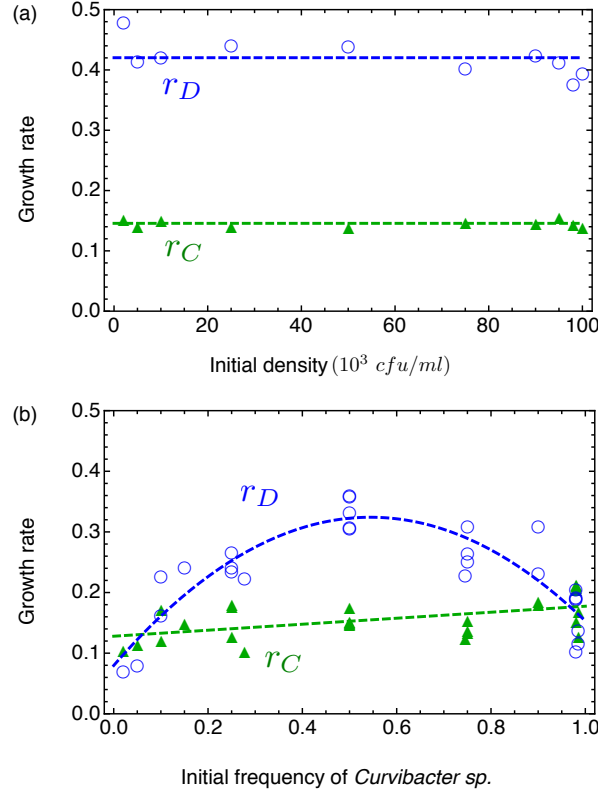 (a)
0.5
0.4
0.3
0.2
0.1
0.0
Growth rate
r_D
r_C
0 20 40 60 80 100
Initial density (10³ cfu/ml)
(b)
0.5
0.4
0.3
0.2
0.1
0.0
Growth rate
r_D
r_C
0.0 0.2 0.4 0.6 0.8 1.0
Initial frequency of Curvibacter sp.